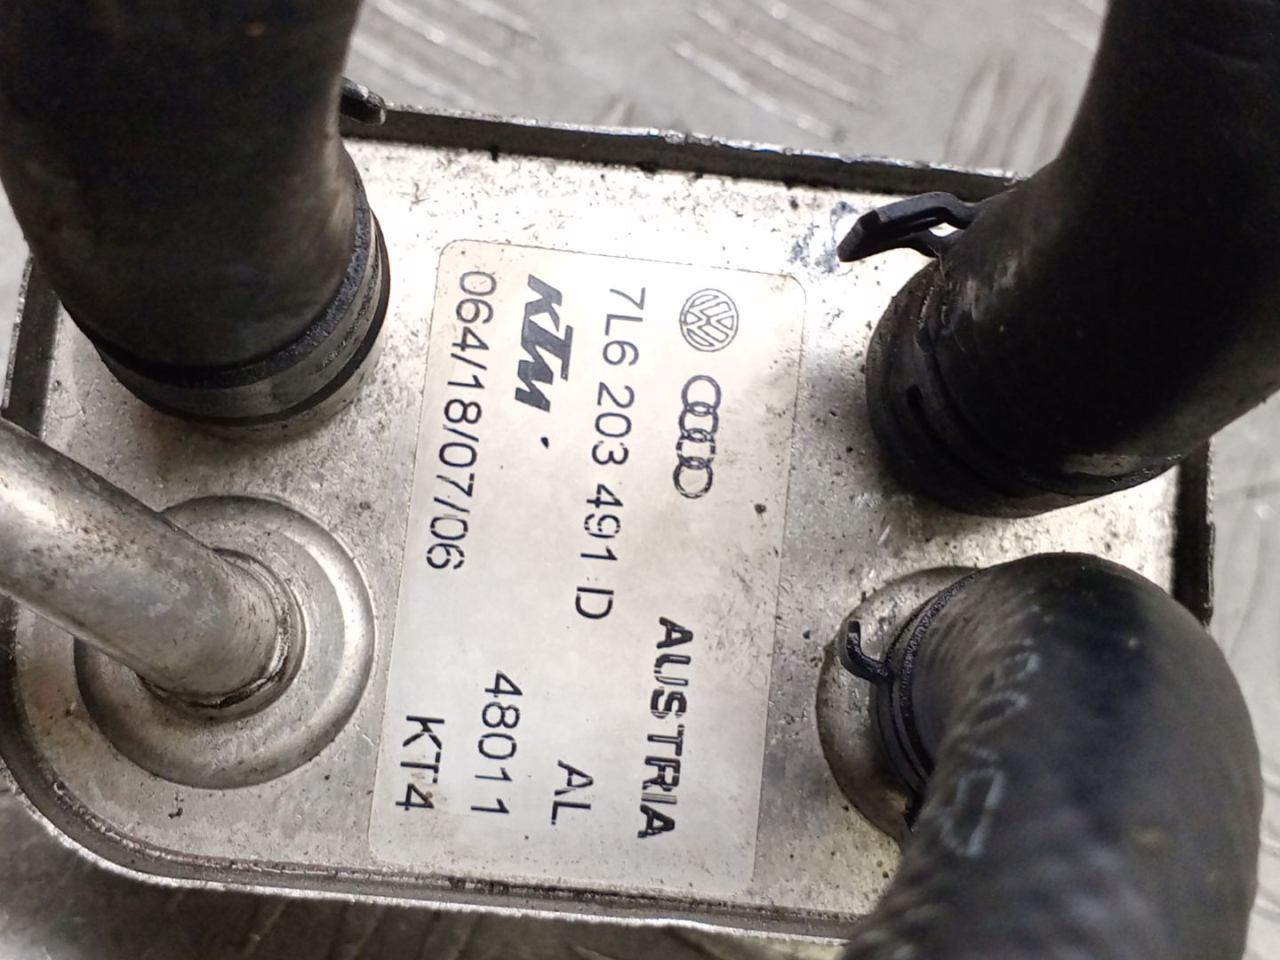 AUSTRIA
7L6 203 491 D
AL
KTM
48011
064/18/07/06
KT4